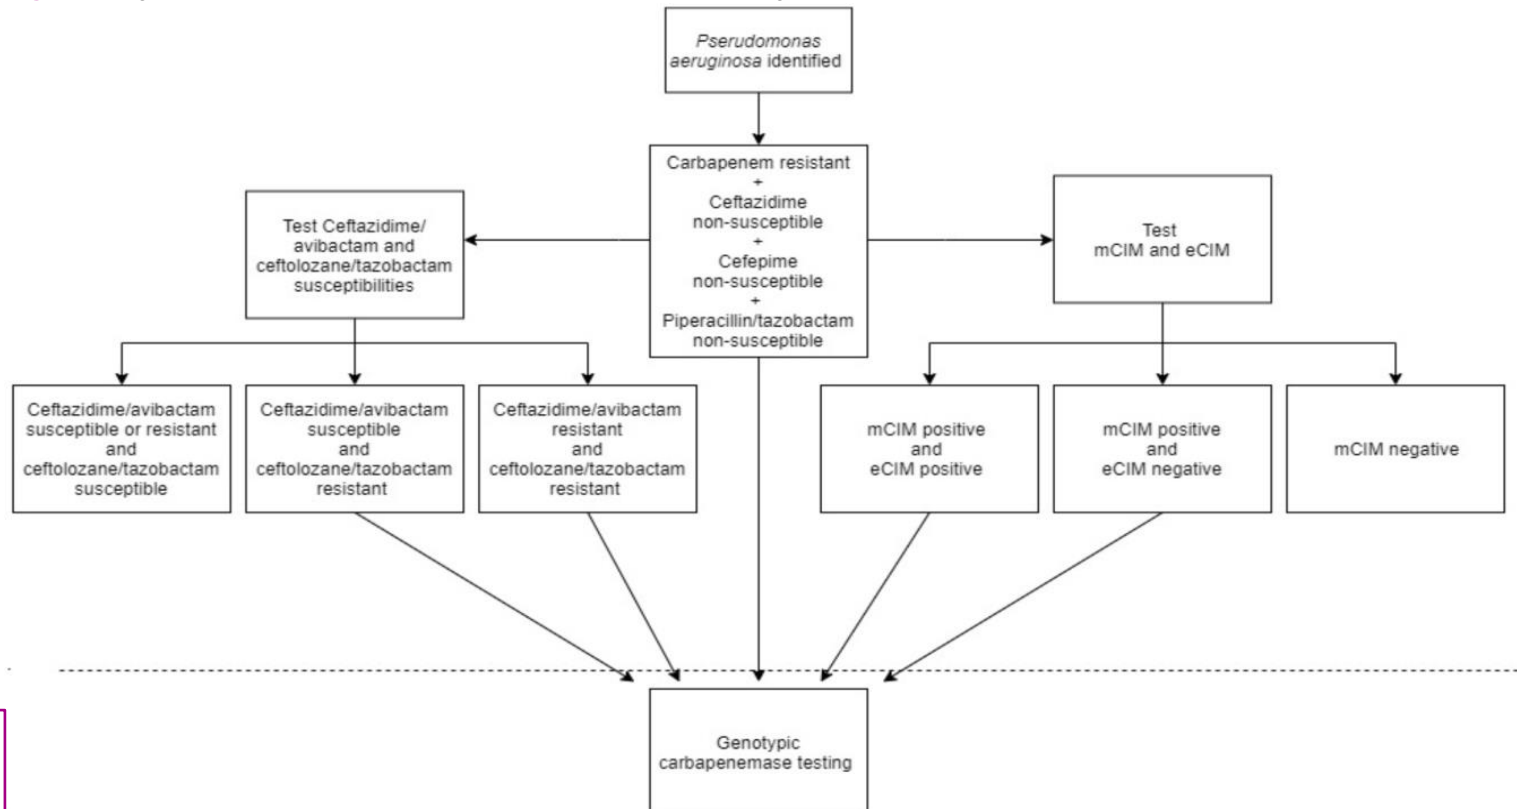 Pserudomonas
aeruginosa identified
Carbapenem resistant
+
Ceftazidime
non-susceptible
+
Cefepime
non-susceptible
+
Piperacillin/tazobactam
non-susceptible
Test Ceftazidime/
avibactam and
ceftolozane/tazobactam
susceptibilities
Test
mCIM and eCIM
Ceftazidime/avibactam
susceptible or resistant
and
ceftolozane/tazobactam
susceptible
Ceftazidime/avibactam
susceptible
and
ceftolozane/tazobactam
resistant
Ceftazidime/avibactam
resistant
and
ceftolozane/tazobactam
resistant
mCIM positive
and
eCIM positive
mCIM positive
and
eCIM negative
mCIM negative
Genotypic
carbapenemase testing